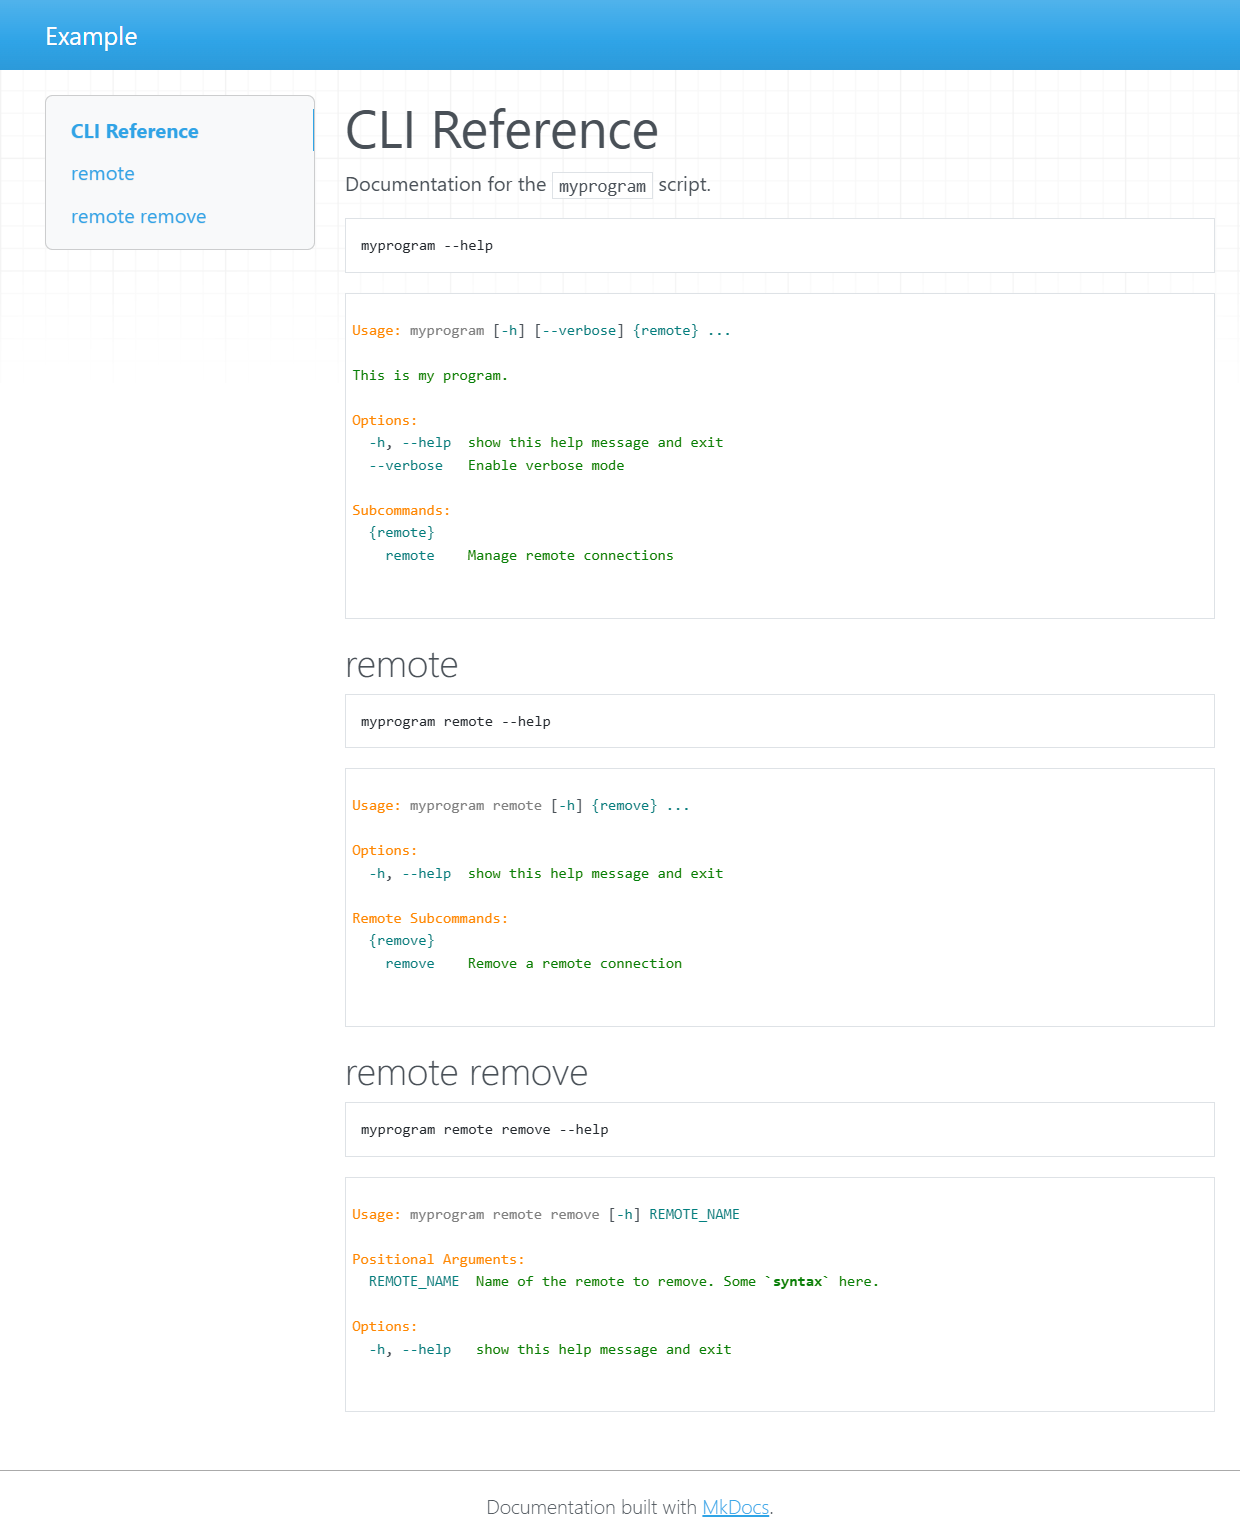 Example
CLI Reference
remote
remote remove
CLI Reference
Documentation for the myprogram script.
myprogram --help
Usage: myprogram [-h] [--verbose] {remote} ...
This is my program.
Options:
  -h, --help  show this help message and exit
  --verbose   Enable verbose mode
Subcommands:
  {remote}
    remote    Manage remote connections
remote
myprogram remote --help
Usage: myprogram remote [-h] {remove} ...
Options:
  -h, --help  show this help message and exit
Remote Subcommands:
  {remove}
    remove    Remove a remote connection
remote remove
myprogram remote remove --help
Usage: myprogram remote remove [-h] REMOTE_NAME
Positional Arguments:
  REMOTE_NAME  Name of the remote to remove. Some `syntax` here.
Options:
  -h, --help   show this help message and exit
Documentation built with MkDocs.